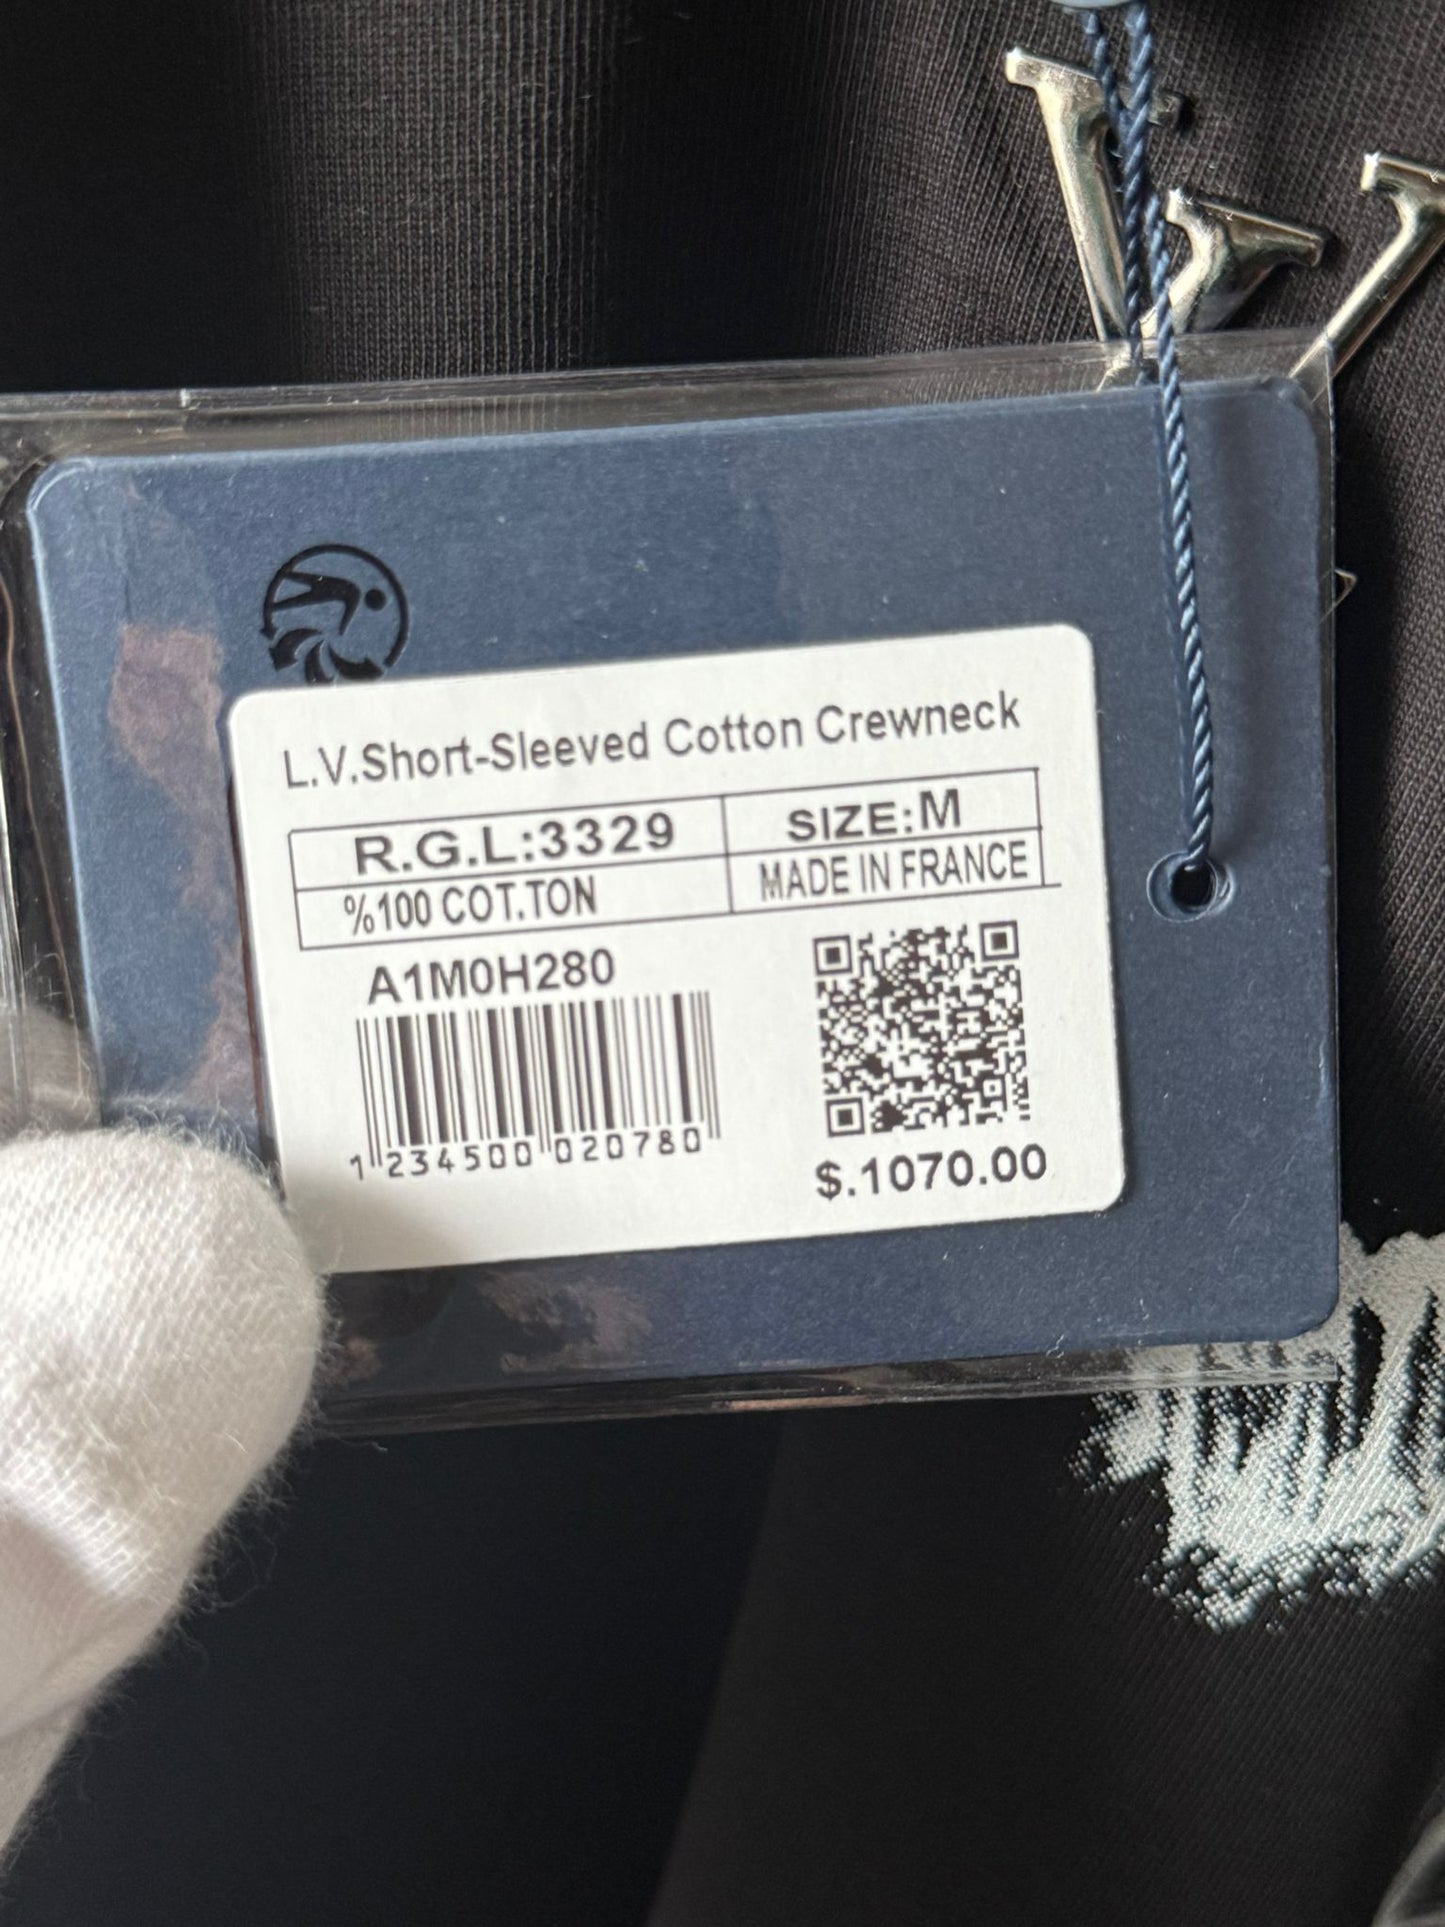 L.V.Short-Sleeved Cotton Crewneck
R.G.L:3329 SIZE:M
%100 COT.TON MADE IN FRANCE
A1M0H280
1 234500 020780
$.1070.00